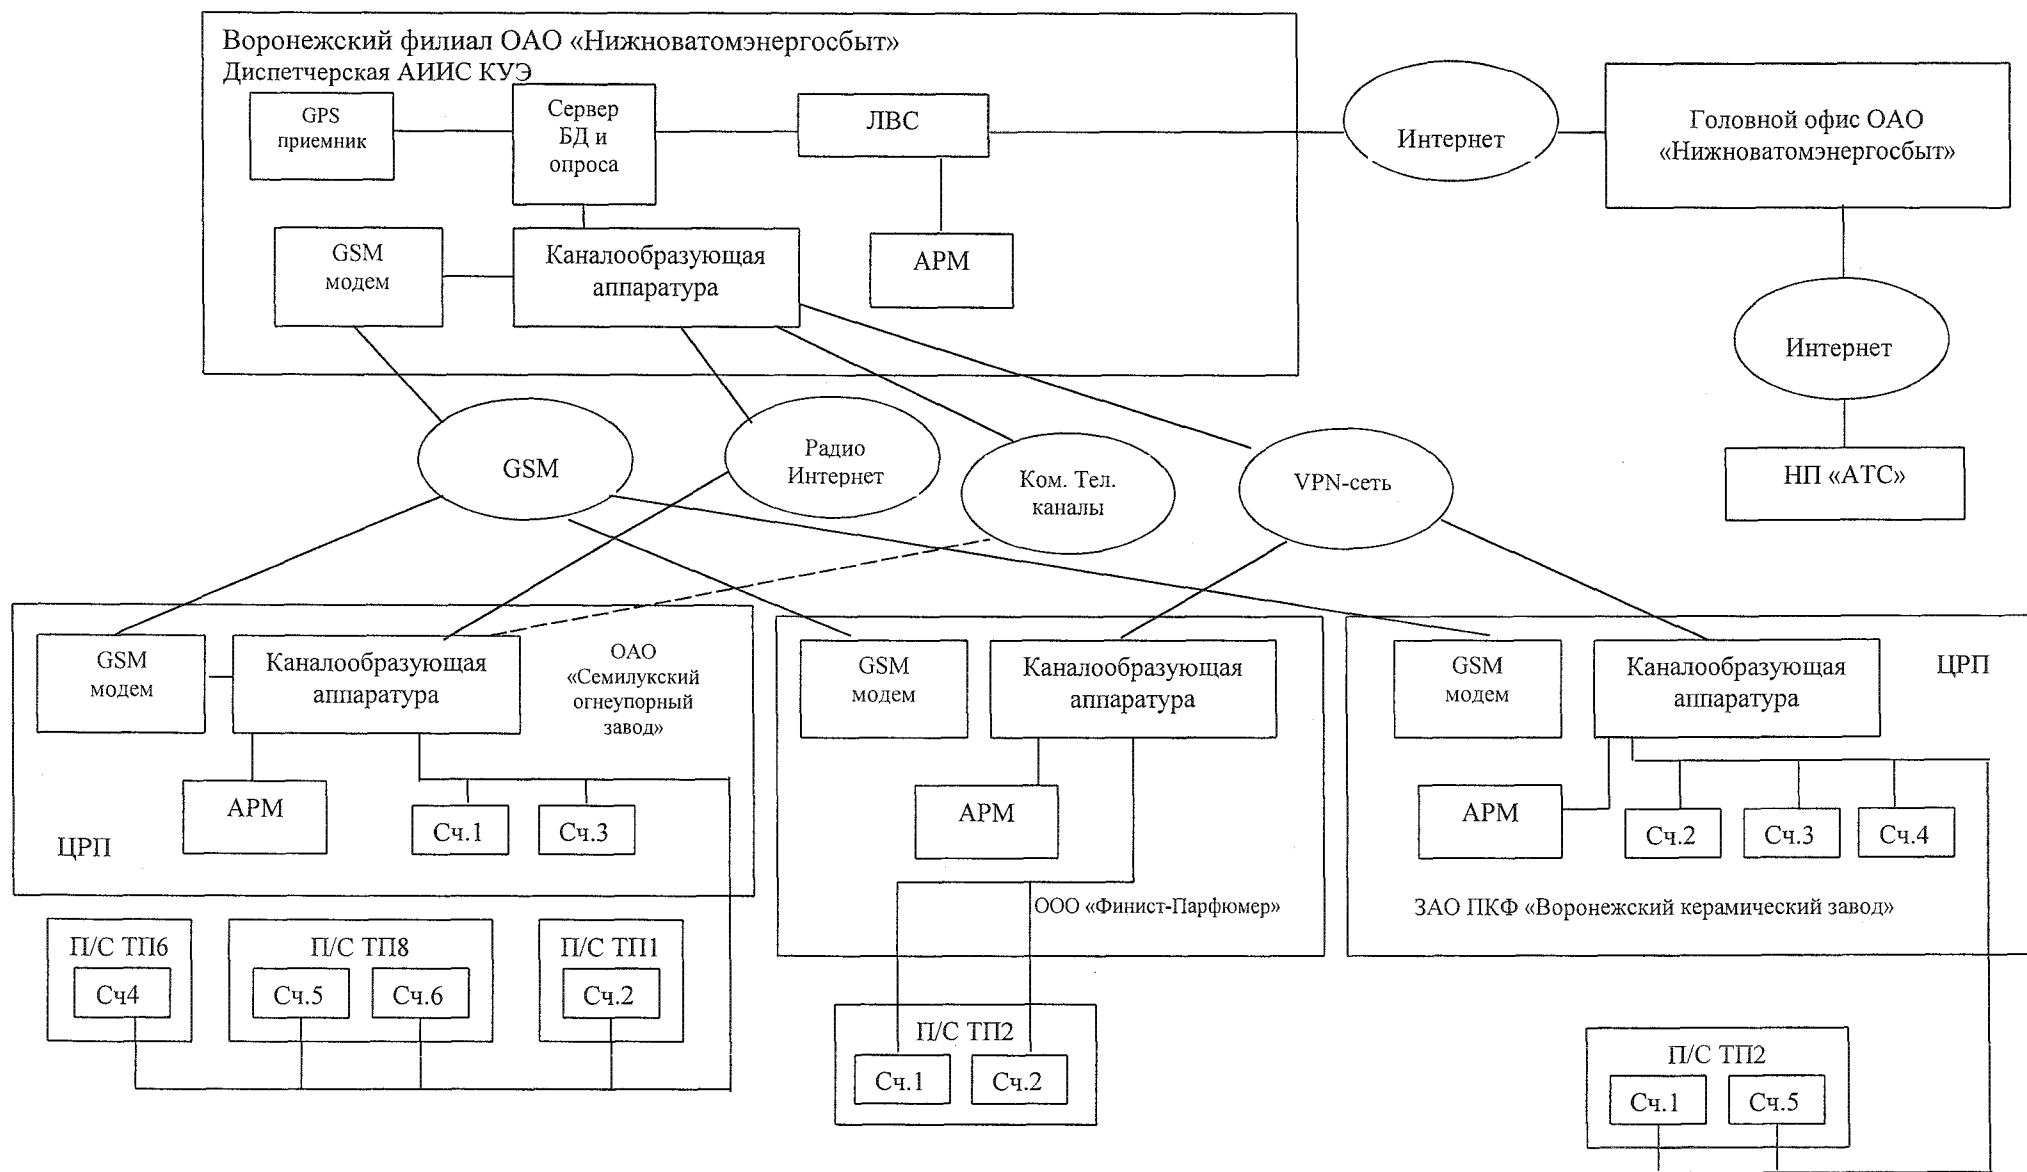 Воронежский филиал ОАО «Нижноватомэнергосбыт»
Диспетчерская АИИС КУЭ
GPS
приемник
Сервер
БД и
опроса
ЛВС
Интернет
Головной офис ОАО
«Нижноватомэнергосбыт»
GSM
модем
Каналообразующая
аппаратура
АРМ
Интернет
НП «АТС»
GSM
Радио
Интернет
Ком. Тел.
каналы
VPN-сеть
GSM
модем
Каналообразующая
аппаратура
ОАО
«Семилукский
огнеупорный
завод»
АРМ
Сч.1
Сч.3
ЦРП
GSM
модем
Каналообразующая
аппаратура
АРМ
ООО «Финист-Парфюмер»
GSM
модем
Каналообразующая
аппаратура
ЦРП
АРМ
Сч.2
Сч.3
Сч.4
ЗАО ПКФ «Воронежский керамический завод»
П/С ТП6
Сч4
П/С ТП8
Сч.5
Сч.6
П/С ТП1
Сч.2
П/С ТП2
Сч.1
Сч.2
П/С ТП2
Сч.1
Сч.5